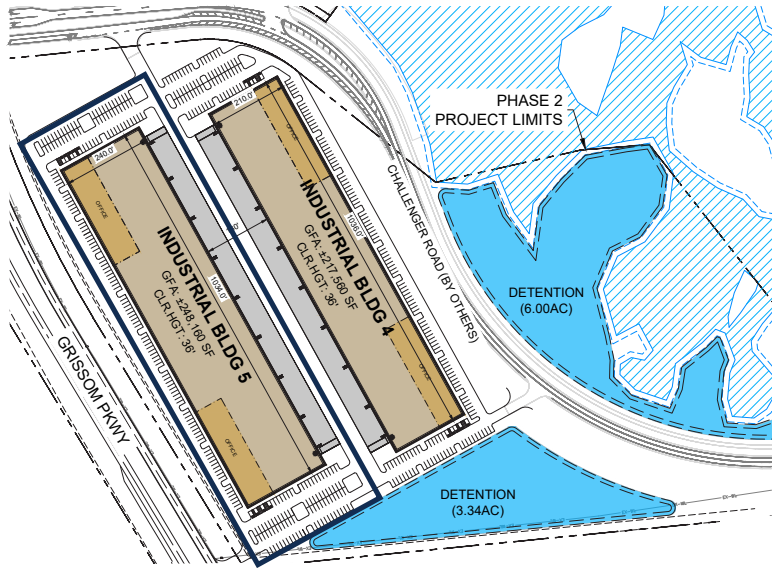 PHASE 2
PROJECT LIMITS
210.0'
OFFICE
240.0'
OFFICE
CHALLENGER ROAD (BY OTHERS)
1036.0'
INDUSTRIAL BLDG 4
GFA: ±217,560 SF
CLR.HGT: 36'
INDUSTRIAL BLDG 5
GFA: ±248,160 SF
CLR.HGT: 36'
1034.0'
DETENTION
(6.00AC)
GRISSOM PKWY
OFFICE
OFFICE
DETENTION
(3.34AC)